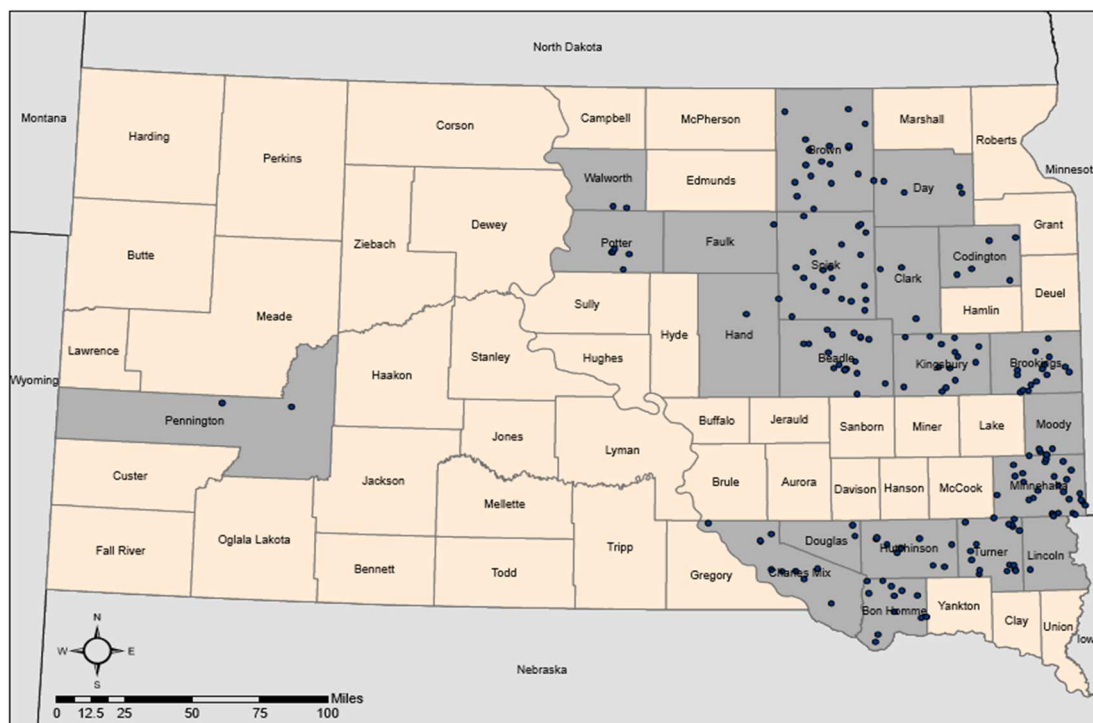 North Dakota
Montana
Harding
Perkins
Corson
Campbell
McPherson
Brown
Marshall
Roberts
Minnesot
Walworth
Edmunds
Day
Grant
Butte
Ziebach
Dewey
Potter
Faulk
Spink
Clark
Codington
Deuel
Hamlin
Meade
Sully
Hyde
Hand
Lawrence
Stanley
Hughes
Beadle
Kingsbury
Brookings
Wyoming
Haakon
Pennington
Buffalo
Jerauld
Sanborn
Miner
Lake
Moody
Jones
Lyman
Custer
Jackson
Mellette
Brule
Aurora
Davison
Hanson
McCook
Minnehaha
Fall River
Oglala Lakota
Tripp
Bennett
Todd
Gregory
Charles Mix
Douglas
Hutchinson
Turner
Lincoln
Bon Homme
Yankton
Clay
Union
Iow
Nebraska
N
W E
S
Miles
0 12.5 25 50 75 100